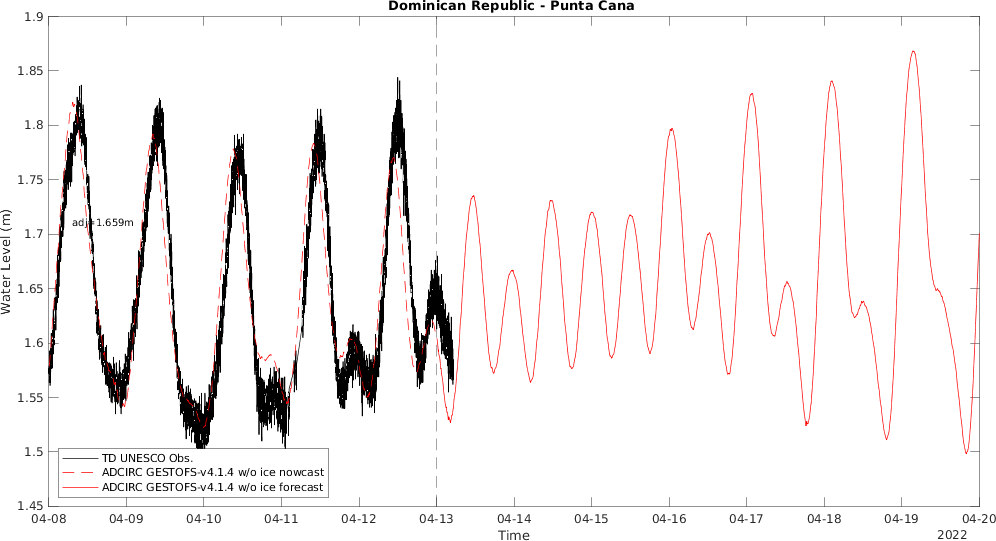 Dominican Republic - Punta Cana
1.9
1.85
1.8
1.75
1.7
1.65
1.6
1.55
1.5
1.45
Water Level (m)
adj=1.659m
TD UNESCO Obs.
ADCIRC GESTOFS-v4.1.4 w/o ice nowcast
ADCIRC GESTOFS-v4.1.4 w/o ice forecast
04-08 04-09 04-10 04-11 04-12 04-13 04-14 04-15 04-16 04-17 04-18 04-19 04-20
Time
2022